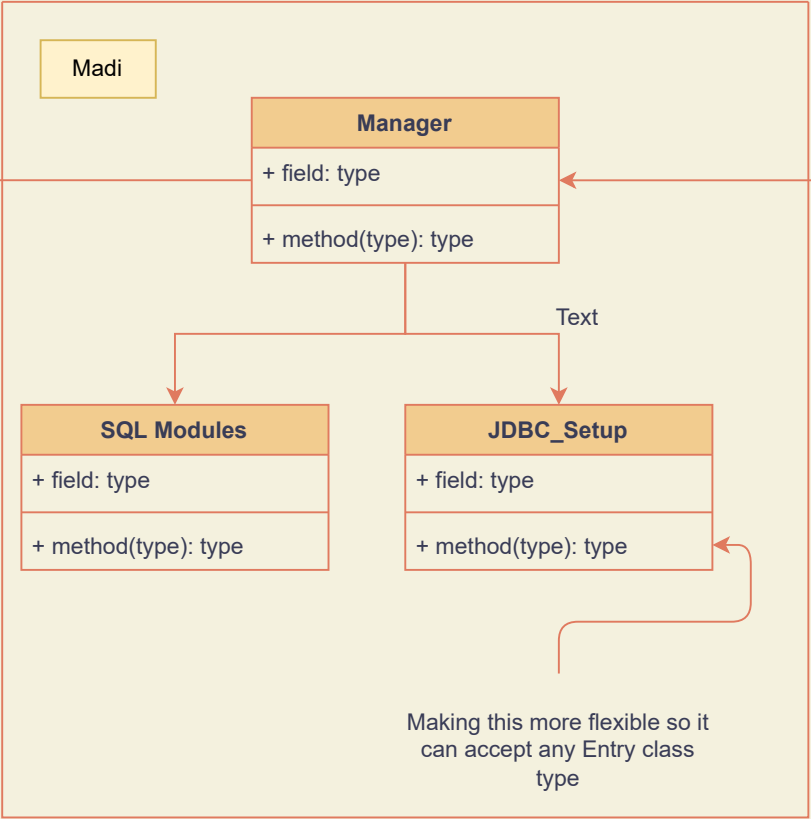 Madi
Manager
+ field: type
+ method(type): type
Text
SQL Modules
+ field: type
+ method(type): type
JDBC_Setup
+ field: type
+ method(type): type
Making this more flexible so it
can accept any Entry class
type